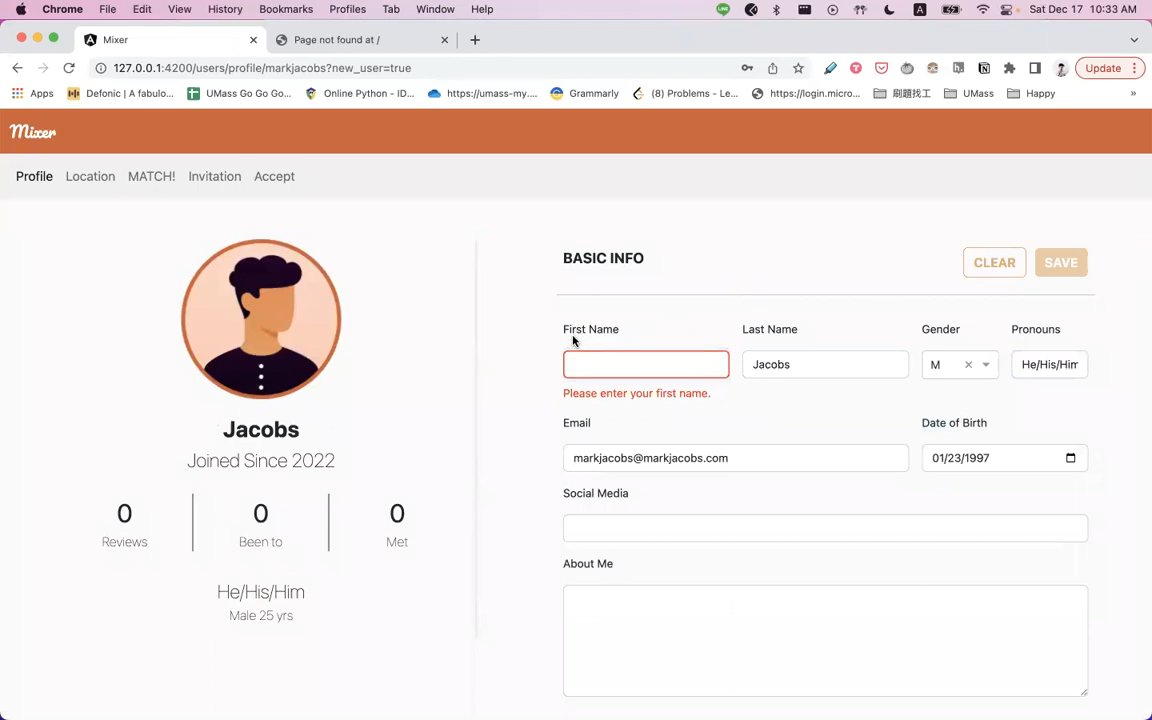 Chrome File Edit View History Bookmarks Profiles Tab Window Help A Sat Dec 17 10:33 AM
Mixer Page not found at /
127.0.0.1:4200/users/profile/markjacobs?new_user=true Update
Apps Defonic | A fabulo... UMass Go Go Go... Online Python - ID... https://umass-my.... Grammarly (8) Problems - Le... https://login.micro... 刷題找工 UMass Happy »
Mixer
Profile Location MATCH! Invitation Accept
BASIC INFO CLEAR SAVE
First Name Last Name Gender Pronouns
Jacobs M He/His/Him
Please enter your first name.
Email Date of Birth
markjacobs@markjacobs.com 01/23/1997
Social Media
About Me
Jacobs
Joined Since 2022
0 0 0
Reviews Been to Met
He/His/Him
Male 25 yrs